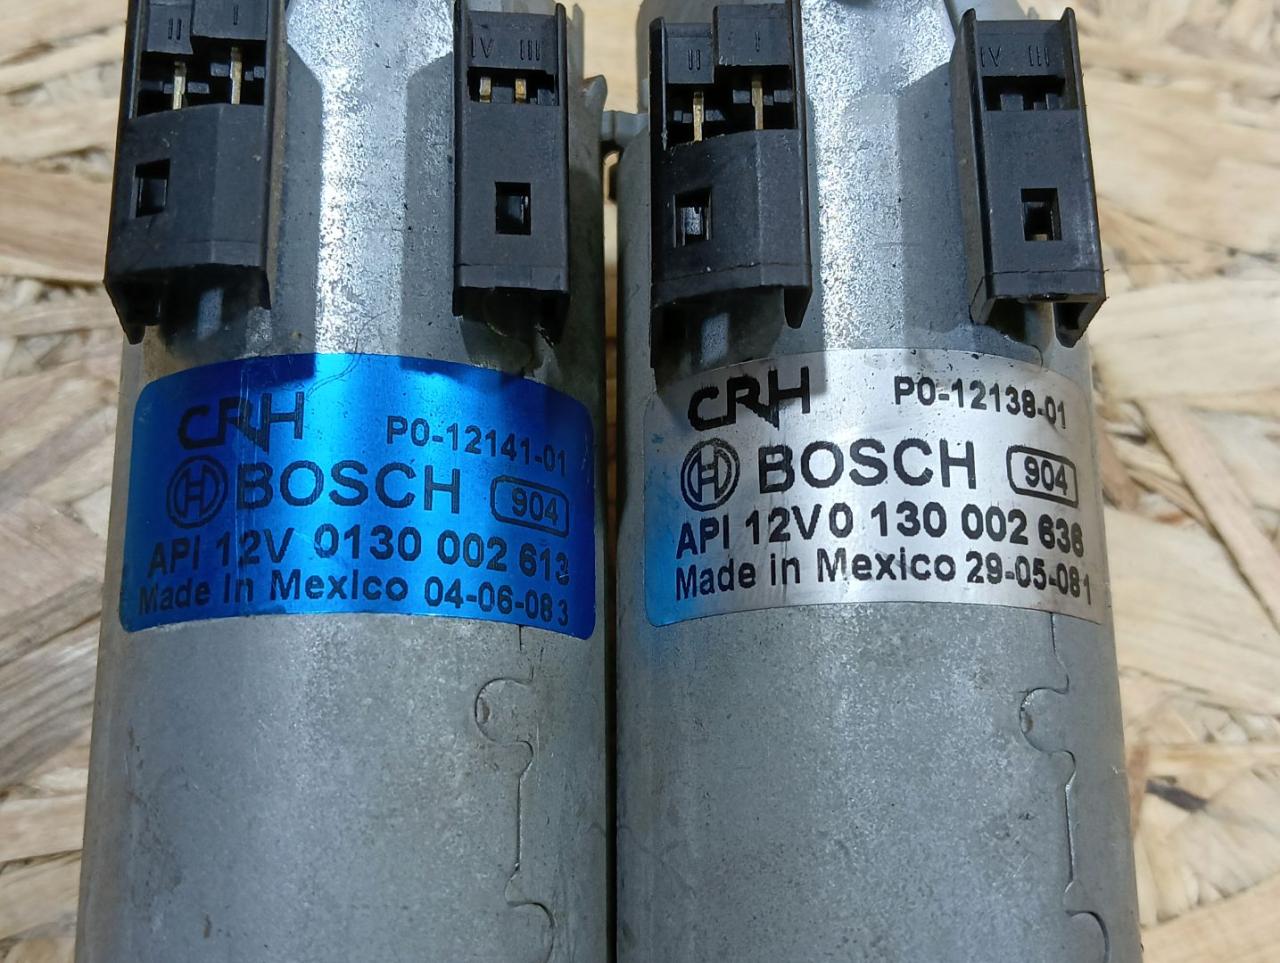 II I
IV III
CRH
P0-12141-01
BOSCH 904
API 12V 0130 002 613
Made In Mexico 04-06-083
II I
IV III
CRH
P0-12138-01
BOSCH 904
API 12V 0 130 002 636
Made in Mexico 29-05-081